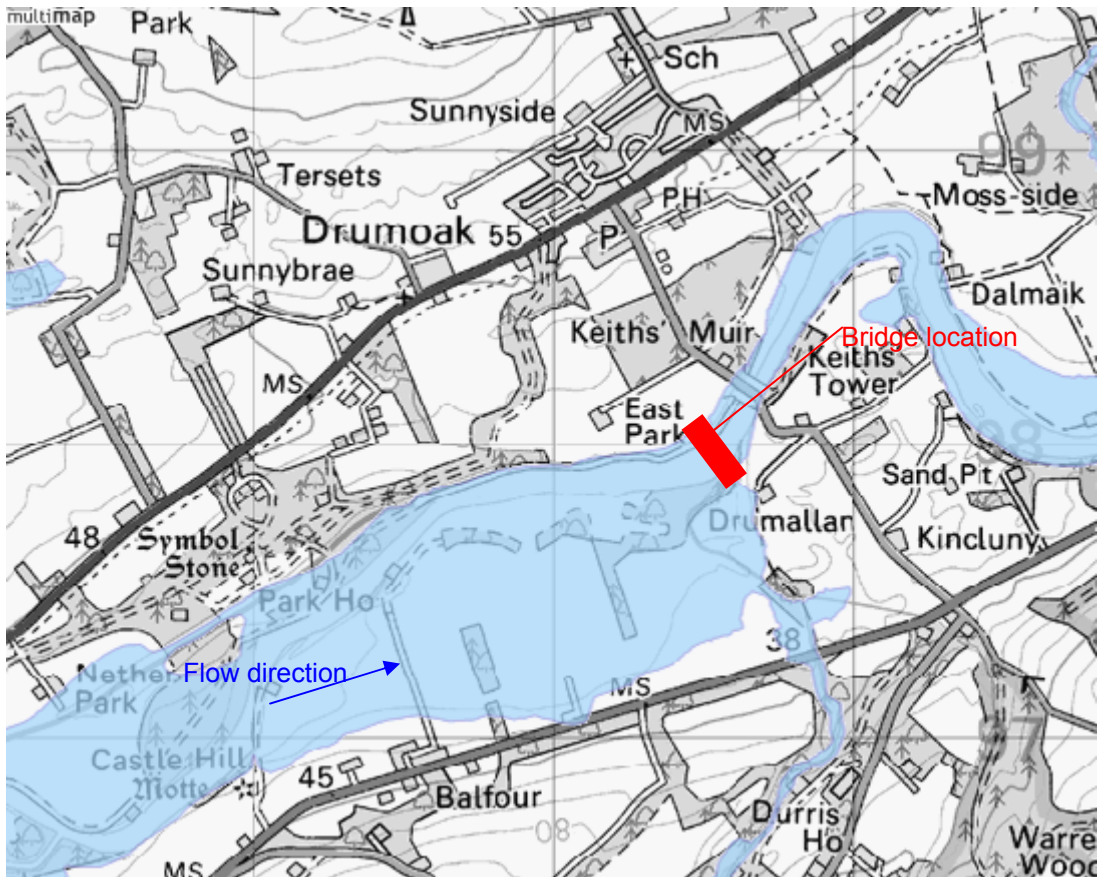 multimap
Park
Sch
Sunnyside
MS
99
Tersets
Moss-side
PH
Drumoak 55
P
Sunnybrae
Dalmaik
Keiths' Muir
Bridge location
Keiths'
Tower
MS
East
Park
98
Sand Pit
Drumallan
48
Symbol
Stone
Kincluny
Park Ho
38
Nether
Park
Flow direction
MS
97
Castle Hill
Motte
45
Balfour
Durris
Ho
08
Warre
Wood
MS